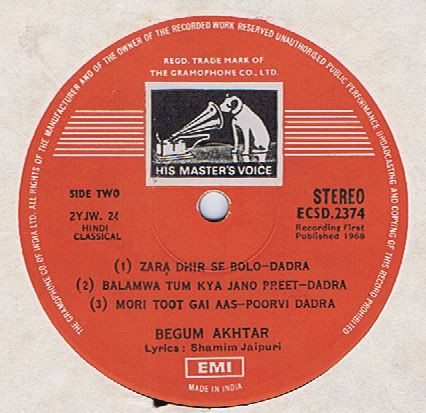 THE GRAMOPHONE CO. OF INDIA LTD. ALL RIGHTS OF THE MANUFACTURER AND OF THE OWNER OF THE RECORDED WORK RESERVED UNAUTHORISED PUBLIC PERFORMANCE BROADCASTING AND COPYING OF THIS RECORD PROHIBITED
REGD. TRADE MARK OF
THE GRAMOPHONE CO., LTD.
HIS MASTER'S VOICE
SIDE TWO
2YJW. 24
HINDI
CLASSICAL
STEREO
ECSD.2374
Recording First
Published 1968
(1) ZARA DHIR SE BOLO—DADRA
(2) BALAMWA TUM KYA JANO PREET—DADRA
(3) MORI TOOT GAI AAS—POORVI DADRA
BEGUM AKHTAR
Lyrics : Shamim Jaipuri
EMI
MADE IN INDIA